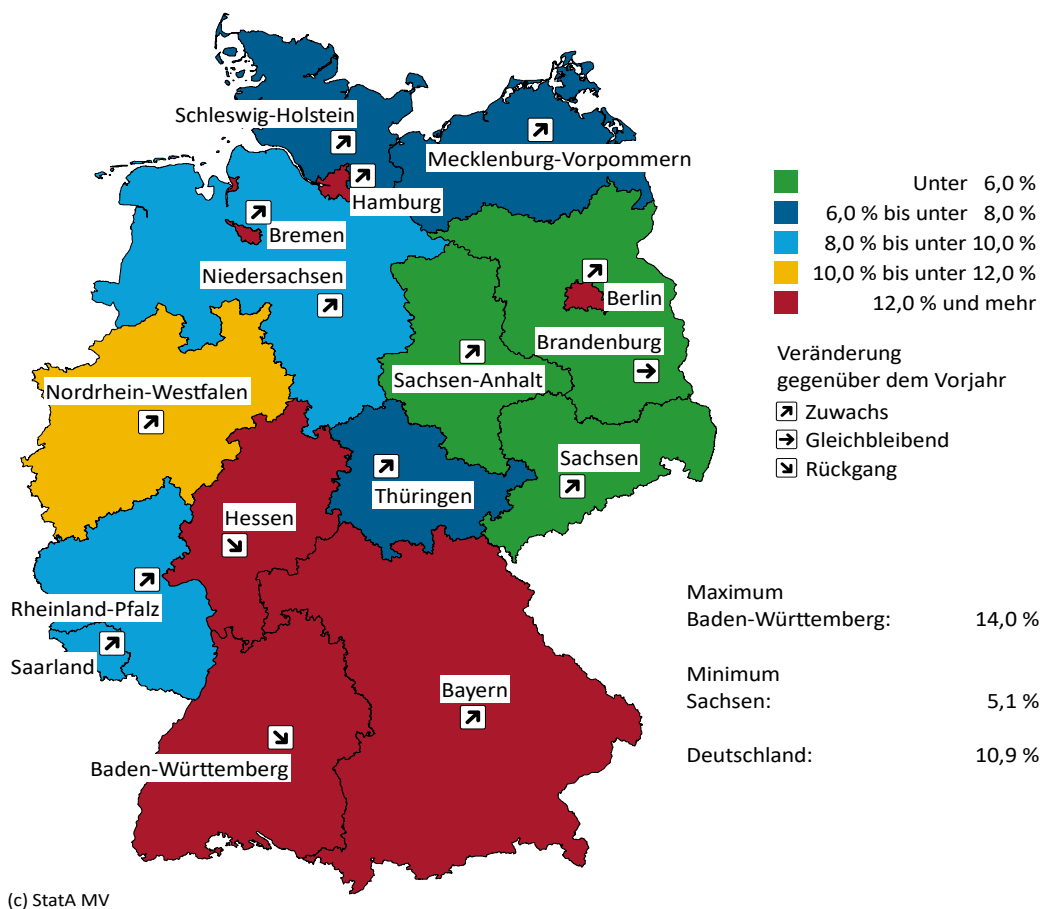 Schleswig-Holstein
Mecklenburg-Vorpommern
Hamburg
Bremen
Niedersachsen
Berlin
Brandenburg
Sachsen-Anhalt
Nordrhein-Westfalen
Sachsen
Thüringen
Hessen
Rheinland-Pfalz
Saarland
Bayern
Baden-Württemberg
Unter 6,0 %
6,0 % bis unter 8,0 %
8,0 % bis unter 10,0 %
10,0 % bis unter 12,0 %
12,0 % und mehr
Veränderung
gegenüber dem Vorjahr
Zuwachs
Gleichbleibend
Rückgang
Maximum
Baden-Württemberg: 14,0 %
Minimum
Sachsen: 5,1 %
Deutschland: 10,9 %
(c) StatA MV